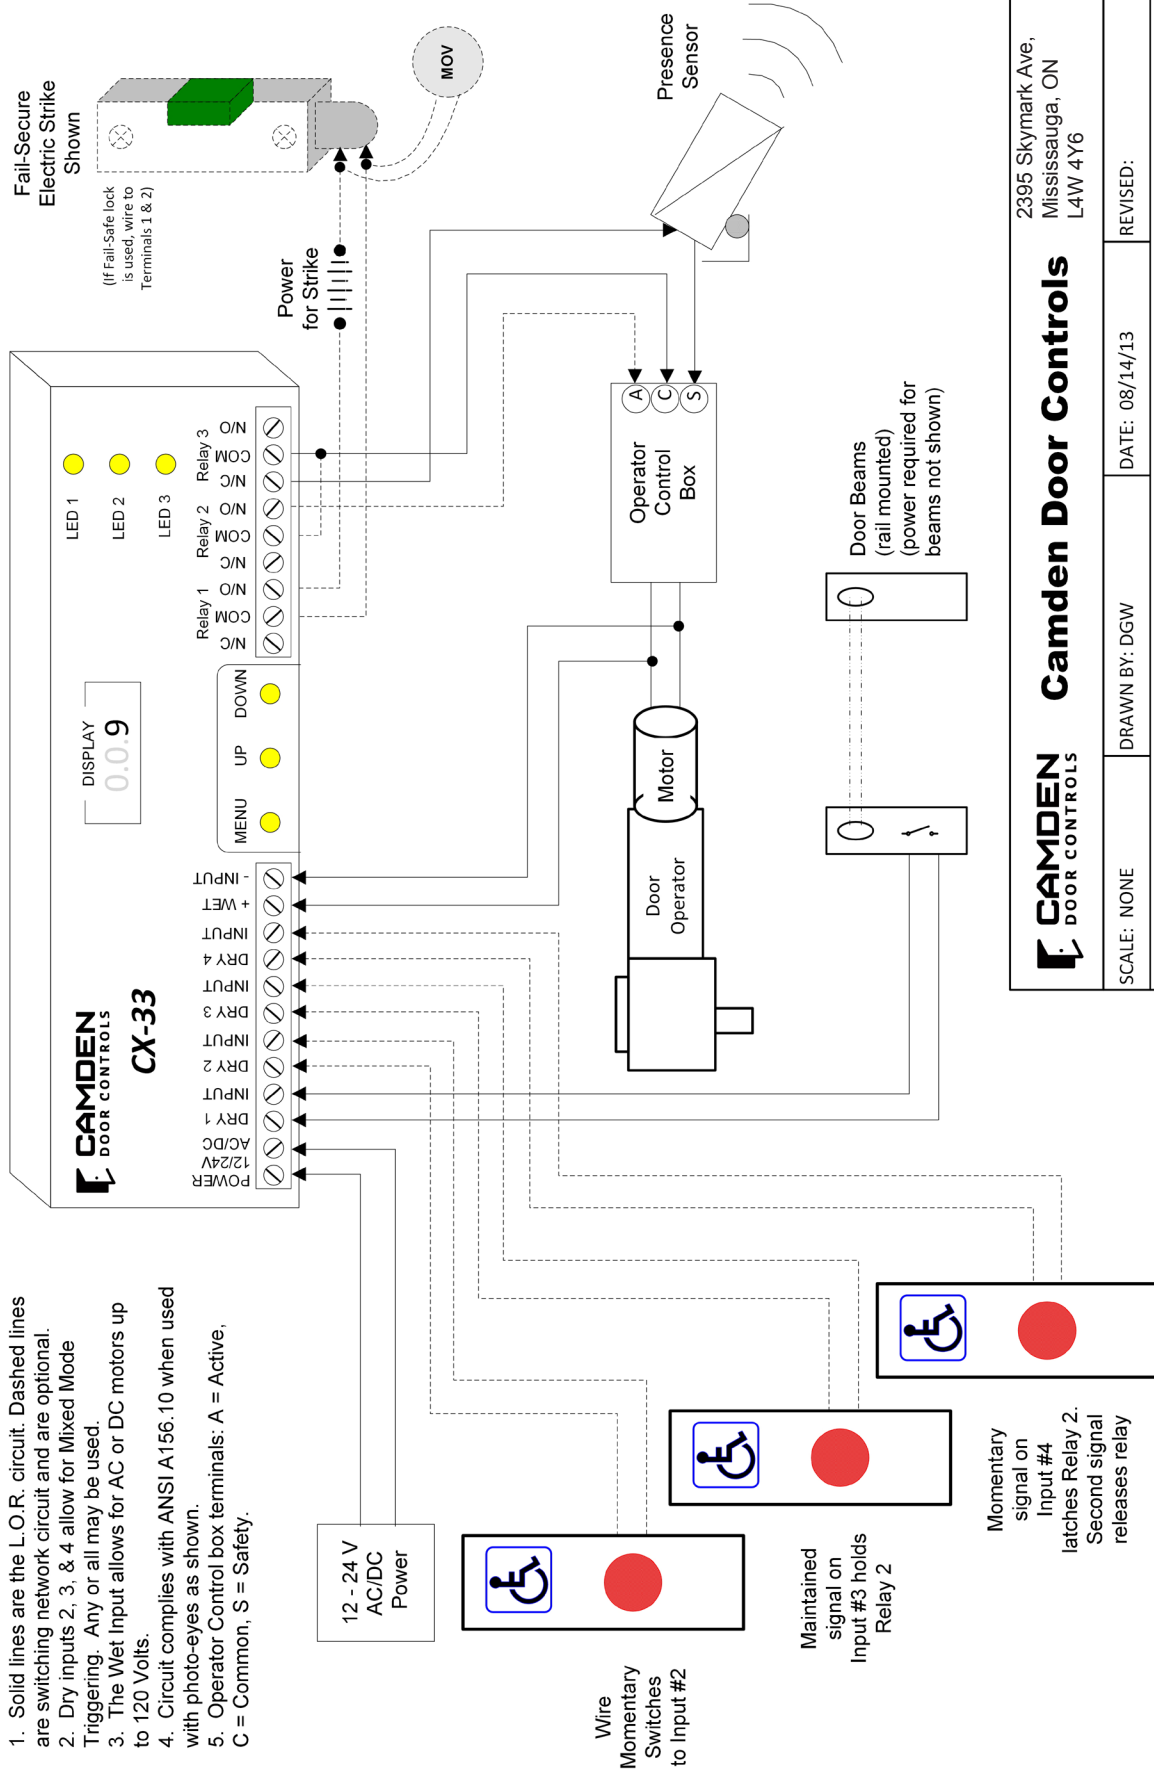 1. Solid lines are the L.O.R. circuit. Dashed lines
are switching network circuit and are optional.
2. Dry inputs 2, 3, & 4 allow for Mixed Mode
Triggering. Any or all may be used.
3. The Wet Input allows for AC or DC motors up
to 120 Volts.
4. Circuit complies with ANSI A156.10 when used
with photo-eyes as shown.
5. Operator Control box terminals: A = Active,
C = Common, S = Safety.
CAMDEN
DOOR CONTROLS
CX-33
DISPLAY
0.0.9
LED 1
LED 2
LED 3
MENU
UP
DOWN
POWER
12/24V
AC/DC
DRY 1
INPUT
DRY 2
INPUT
DRY 3
INPUT
DRY 4
INPUT
+ WET
- INPUT
Relay 1
Relay 2
Relay 3
N/C
COM
N/O
N/C
COM
N/O
N/C
COM
N/O
Fail-Secure
Electric Strike
Shown
(If Fail-Safe lock
is used, wire to
Terminals 1 & 2)
MOV
Power
for Strike
Presence
Sensor
12 - 24 V
AC/DC
Power
Door
Operator
Motor
Operator
Control
Box
A
C
S
Door Beams
(rail mounted)
(power required for
beams not shown)
Wire
Momentary
Switches
to Input #2
Maintained
signal on
Input #3 holds
Relay 2
Momentary
signal on
Input #4
latches Relay 2.
Second signal
releases relay
CAMDEN
DOOR CONTROLS
Camden Door Controls
2395 Skymark Ave,
Mississauga, ON
L4W 4Y6
SCALE: NONE
DRAWN BY: DGW
DATE: 08/14/13
REVISED: